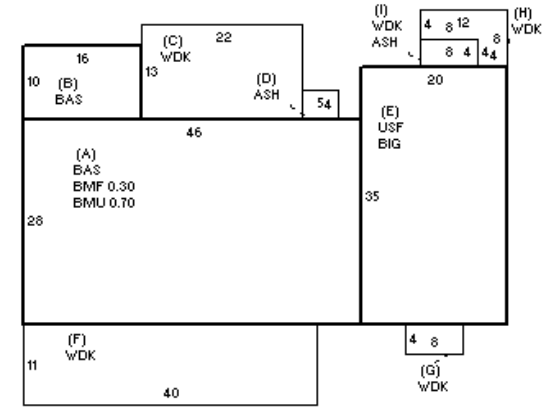 (I)
WDK
ASH
4 8 12
8
(H)
WDK
8 4 4 4
16
10
(B)
BAS
(C)
WDK
22
13
(D)
ASH
5 4
20
(E)
USF
BIG
35
46
(A)
BAS
BMF 0.30
BMU 0.70
28
(F)
WDK
11
40
4 8
(G)
WDK